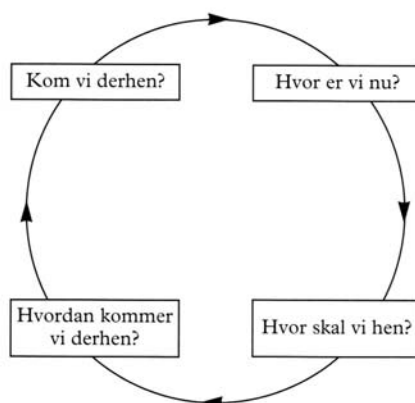 Kom vi derhen?
Hvor er vi nu?
Hvordan kommer
vi derhen?
Hvor skal vi hen?